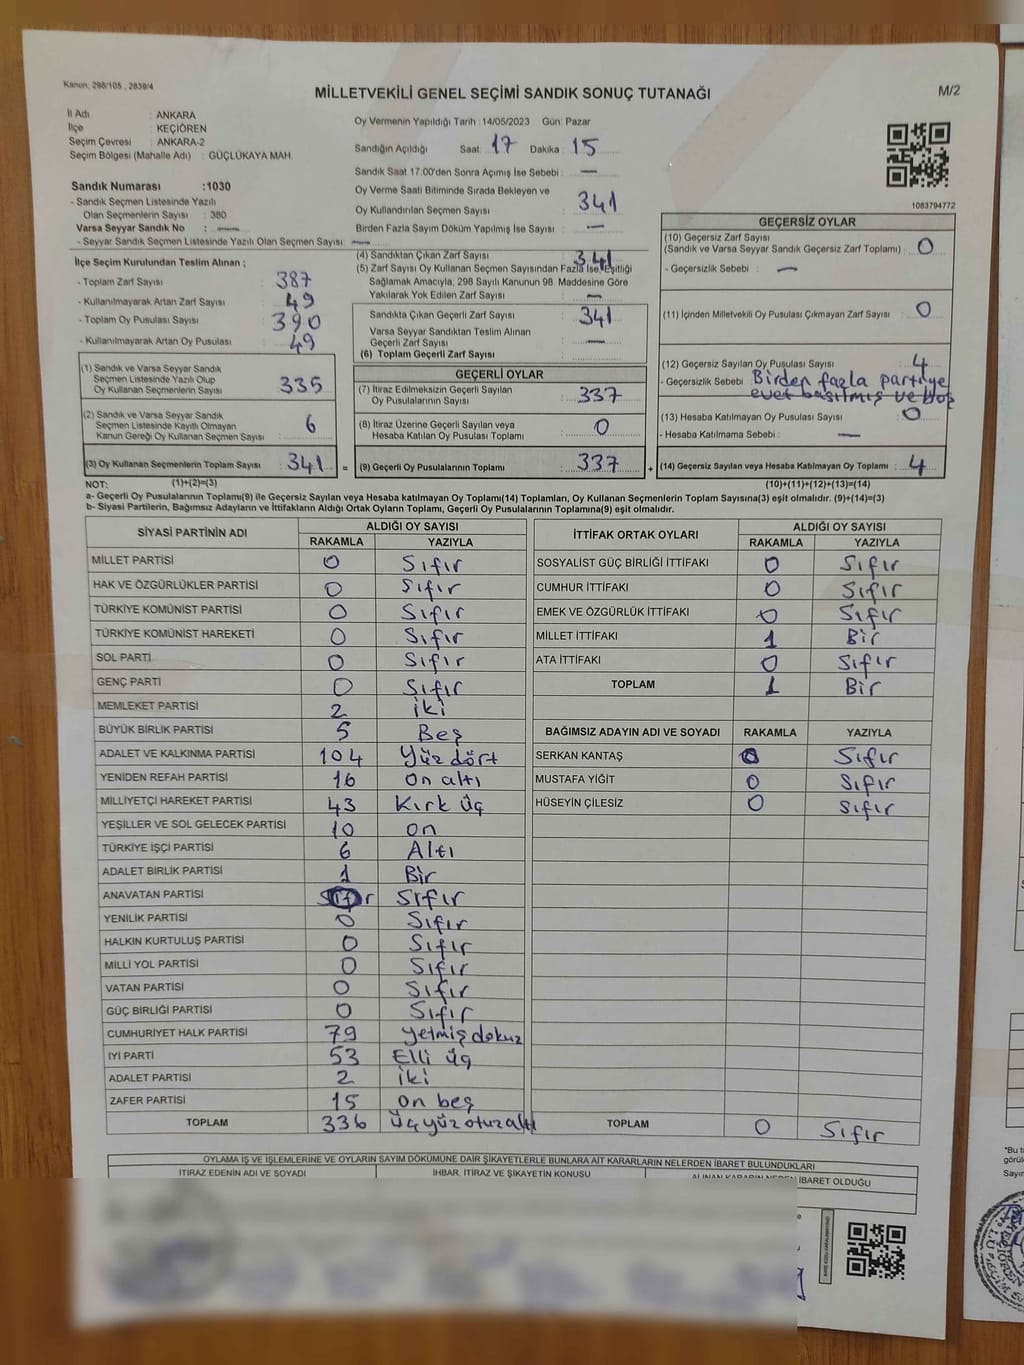 Kanun; 298/105 , 2839/4
MİLLETVEKİLİ GENEL SEÇİMİ SANDIK SONUÇ TUTANAĞI
M/2
İl Adı : ANKARA
İlçe : KEÇİÖREN
Seçim Çevresi : ANKARA-2
Seçim Bölgesi (Mahalle Adı) : GÜÇLÜKAYA MAH.
Sandık Numarası :1030
- Sandık Seçmen Listesinde Yazılı
Olan Seçmenlerin Sayısı : 380
Varsa Seyyar Sandık No : —
- Seyyar Sandık Seçmen Listesinde Yazılı Olan Seçmen Sayısı : —
İlçe Seçim Kurulundan Teslim Alınan ;
- Toplam Zarf Sayısı : 387
- Kullanılmayarak Artan Zarf Sayısı : 49
- Toplam Oy Pusulası Sayısı : 390
- Kullanılmayarak Artan Oy Pusulası : 49
Oy Vermenin Yapıldığı Tarih :14/05/2023 Gün: Pazar
Sandığın Açıldığı Saat : 17 Dakika : 15
Sandık Saat 17:00'den Sonra Açımış İse Sebebi : —
Oy Verme Saati Bitiminde Sırada Bekleyen ve
Oy Kullandırılan Seçmen Sayısı : 341
Birden Fazla Sayım Döküm Yapılmış İse Sayısı : —
(4) Sandıktan Çıkan Zarf Sayısı : 341
(5) Zarf Sayısı Oy Kullanan Seçmen Sayısından Fazla İse, Eşitliği
Sağlamak Amacıyla, 298 Sayılı Kanunun 98. Maddesine Göre
Yakılarak Yok Edilen Zarf Sayısı : —
Sandıkta Çıkan Geçerli Zarf Sayısı : 341
Varsa Seyyar Sandıktan Teslim Alınan
Geçerli Zarf Sayısı : —
(6) Toplam Geçerli Zarf Sayısı :
1083794772
GEÇERSİZ OYLAR
(10) Geçersiz Zarf Sayısı
(Sandık ve Varsa Seyyar Sandık Geçersiz Zarf Toplamı) : 0
- Geçersizlik Sebebi : —
(11) İçinden Milletvekili Oy Pusulası Çıkmayan Zarf Sayısı : 0
(12) Geçersiz Sayılan Oy Pusulası Sayısı : 4
- Geçersizlik Sebebi Birden fazla partiye
evet basılmış ve boş
(13) Hesaba Katılmayan Oy Pusulası Sayısı : 0
- Hesaba Katılmama Sebebi : —
(14) Geçersiz Sayılan veya Hesaba Katılmayan Oy Toplamı : 4
(10)+(11)+(12)+(13)=(14)
(1) Sandık ve Varsa Seyyar Sandık
Seçmen Listesinde Yazılı Olup
Oy Kullanan Seçmenlerin Sayısı : 335
(2) Sandık ve Varsa Seyyar Sandık
Seçmen Listesinde Kayıtlı Olmayan
Kanun Gereği Oy Kullanan Seçmen Sayısı : 6
(3) Oy Kullanan Seçmenlerin Toplam Sayısı : 341 =
GEÇERLİ OYLAR
(7) İtiraz Edilmeksizin Geçerli Sayılan
Oy Pusulalarının Sayısı : 337
(8) İtiraz Üzerine Geçerli Sayılan veya
Hesaba Katılan Oy Pusulası Toplamı : 0
(9) Geçerli Oy Pusulalarının Toplamı : 337 +
NOT: (1)+(2)=(3)
a- Geçerli Oy Pusulalarının Toplamı(9) ile Geçersiz Sayılan veya Hesaba katılmayan Oy Toplamı(14) Toplamları, Oy Kullanan Seçmenlerin Toplam Sayısına(3) eşit olmalıdır. (9)+(14)=(3)
b- Siyasi Partilerin, Bağımsız Adayların ve İttifakların Aldığı Ortak Oyların Toplamı, Geçerli Oy Pusulalarının Toplamına(9) eşit olmalıdır.
SİYASİ PARTİNİN ADI ALDIĞI OY SAYISI
RAKAMLA YAZIYLA
MİLLET PARTİSİ 0 Sıfır
HAK VE ÖZGÜRLÜKLER PARTİSİ 0 Sıfır
TÜRKİYE KOMÜNİST PARTİSİ 0 Sıfır
TÜRKİYE KOMÜNİST HAREKETİ 0 Sıfır
SOL PARTİ 0 Sıfır
GENÇ PARTİ 0 Sıfır
MEMLEKET PARTİSİ 2 İki
BÜYÜK BİRLİK PARTİSİ 5 Beş
ADALET VE KALKINMA PARTİSİ 104 Yüz dört
YENİDEN REFAH PARTİSİ 16 On altı
MİLLİYETÇİ HAREKET PARTİSİ 43 Kırk üç
YEŞİLLER VE SOL GELECEK PARTİSİ 10 On
TÜRKİYE İŞÇİ PARTİSİ 6 Altı
ADALET BİRLİK PARTİSİ 1 Bir
ANAVATAN PARTİSİ Sıfır Sıfır
YENİLİK PARTİSİ 0 Sıfır
HALKIN KURTULUŞ PARTİSİ 0 Sıfır
MİLLİ YOL PARTİSİ 0 Sıfır
VATAN PARTİSİ 0 Sıfır
GÜÇ BİRLİĞİ PARTİSİ 0 Sıfır
CUMHURİYET HALK PARTİSİ 79 Yetmiş dokuz
İYİ PARTİ 53 Elli üç
ADALET PARTİSİ 2 İki
ZAFER PARTİSİ 15 On beş
TOPLAM 336 Üç yüz otuz altı
İTTİFAK ORTAK OYLARI ALDIĞI OY SAYISI
RAKAMLA YAZIYLA
SOSYALİST GÜÇ BİRLİĞİ İTTİFAKI 0 Sıfır
CUMHUR İTTİFAKI 0 Sıfır
EMEK VE ÖZGÜRLÜK İTTİFAKI 0 Sıfır
MİLLET İTTİFAKI 1 Bir
ATA İTTİFAKI 0 Sıfır
TOPLAM 1 Bir
BAĞIMSIZ ADAYIN ADI VE SOYADI RAKAMLA YAZIYLA
SERKAN KANTAŞ 0 Sıfır
MUSTAFA YİĞİT 0 Sıfır
HÜSEYİN ÇİLESİZ 0 Sıfır
TOPLAM 0 Sıfır
OYLAMA İŞ VE İŞLEMLERİNE VE OYLARIN SAYIM DÖKÜMÜNE DAİR ŞİKAYETLERLE BUNLARA AİT KARARLARIN NELERDEN İBARET BULUNDUKLARI
İTİRAZ EDENİN ADI VE SOYADI İHBAR, İTİRAZ VE ŞİKAYETİN KONUSU ALINAN KARARIN NEDEN İBARET OLDUĞU